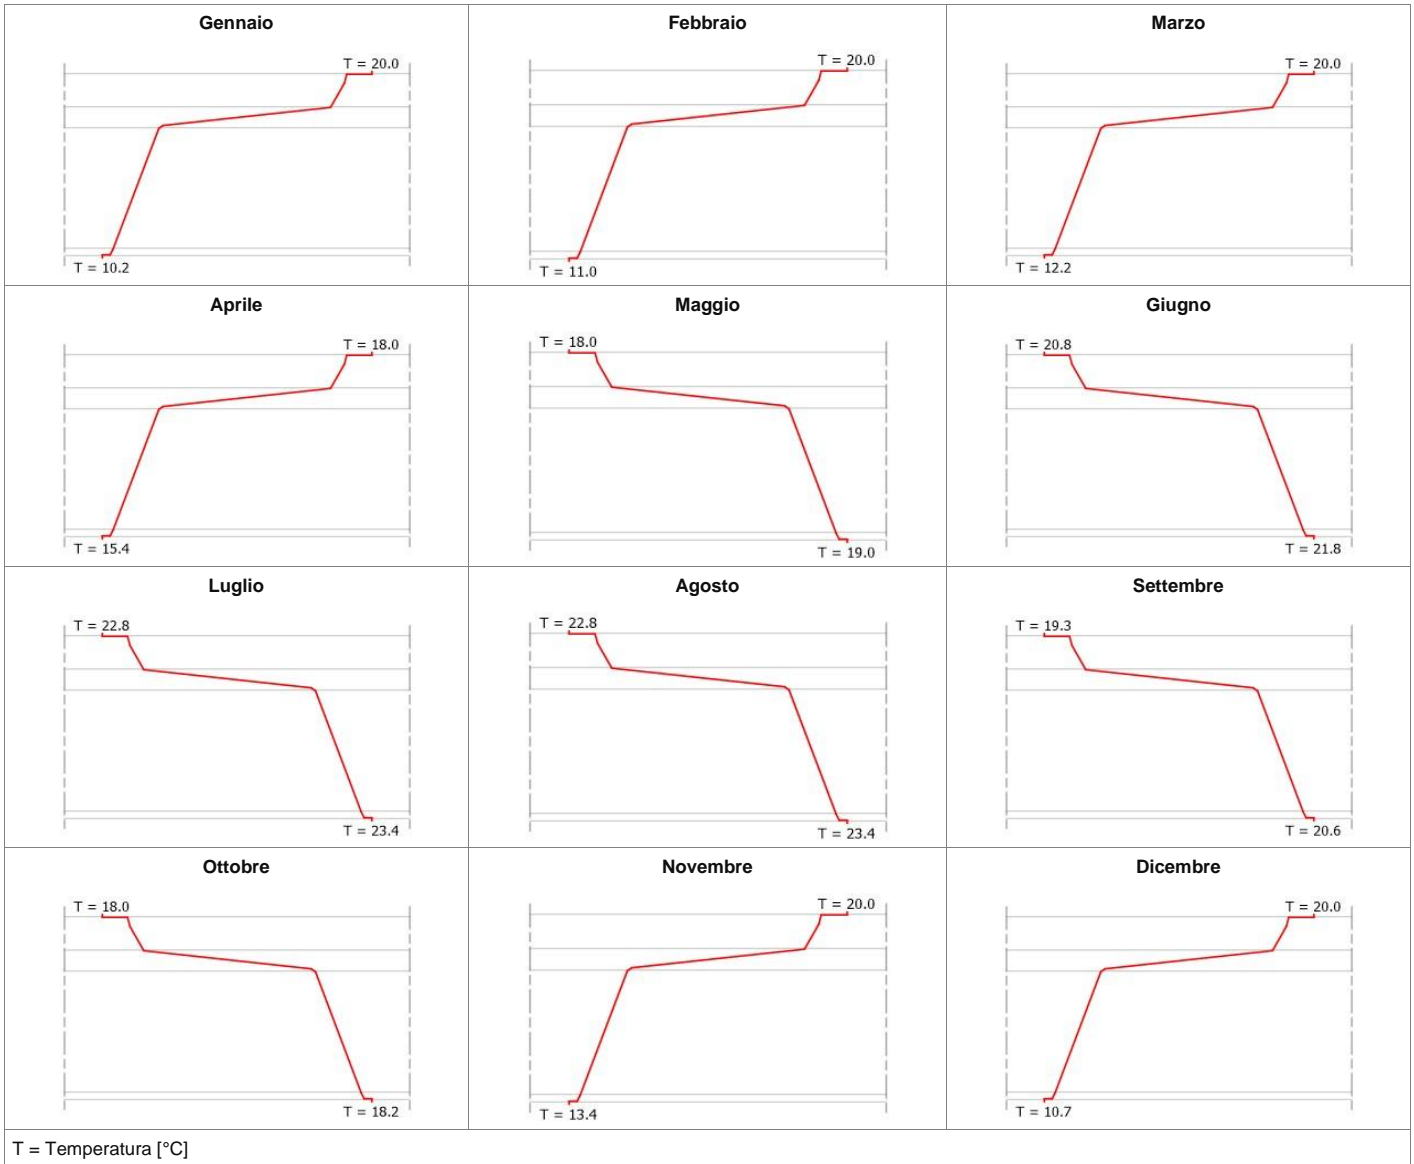 Gennaio
T = 20.0
T = 10.2
Febbraio
T = 20.0
T = 11.0
Marzo
T = 20.0
T = 12.2
Aprile
T = 18.0
T = 15.4
Maggio
T = 18.0
T = 19.0
Giugno
T = 20.8
T = 21.8
Luglio
T = 22.8
T = 23.4
Agosto
T = 22.8
T = 23.4
Settembre
T = 19.3
T = 20.6
Ottobre
T = 18.0
T = 18.2
Novembre
T = 20.0
T = 13.4
Dicembre
T = 20.0
T = 10.7
T = Temperatura [°C]